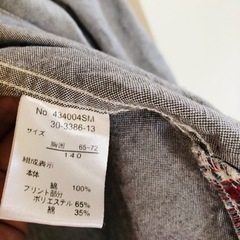 No. 434004SM
30-3386-13
サイズ
胸囲 65-72
140
組成表示
本体
綿 100%
プリント部分
ポリエステル 65%
綿 35%